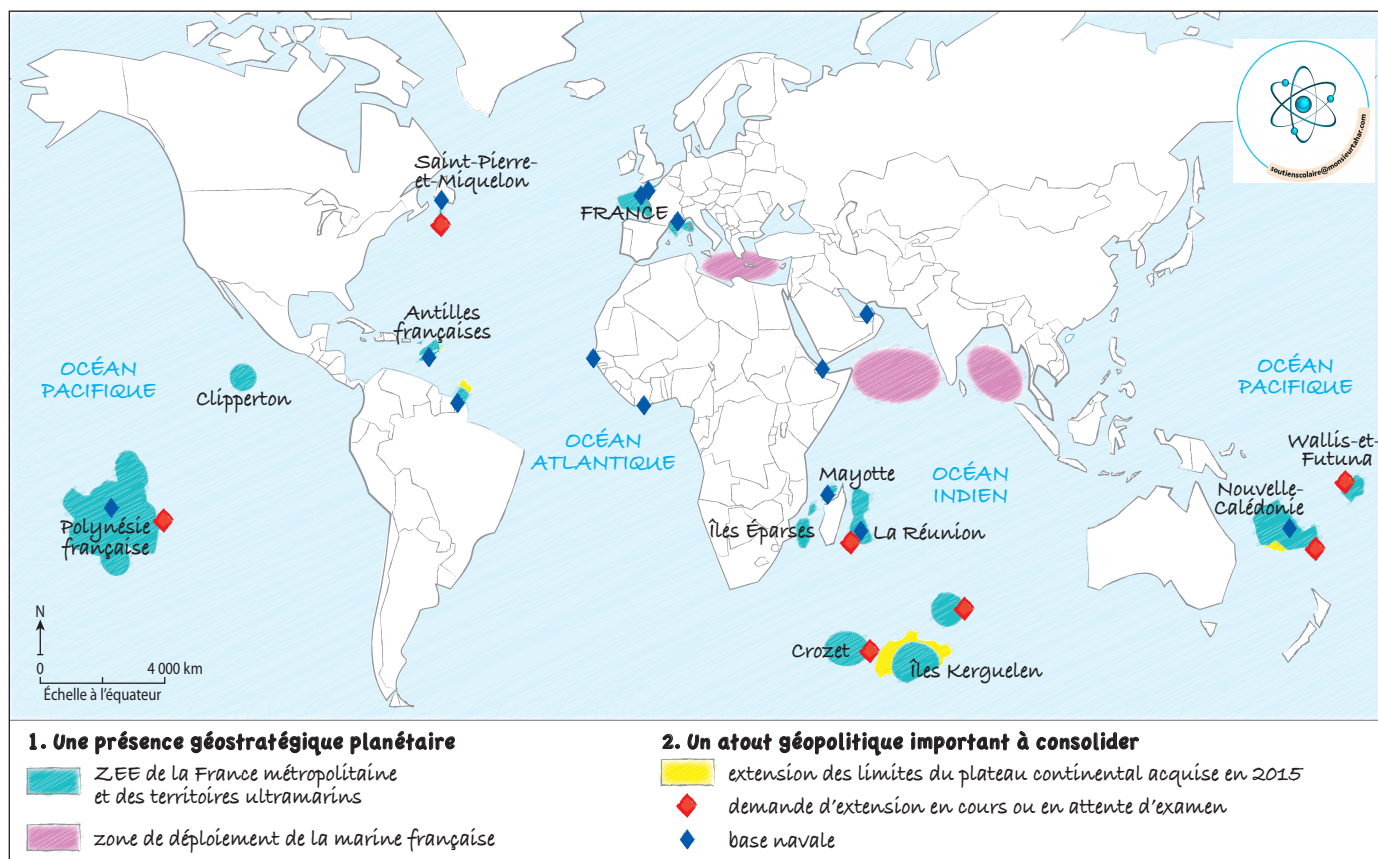 soutienscolaire@monsieurtahar.com
Saint-Pierre-
et-Miquelon
FRANCE
Antilles
françaises
OCÉAN
PACIFIQUE
Clipperton
OCÉAN
ATLANTIQUE
OCÉAN
PACIFIQUE
Wallis-et-
Futuna
Mayotte
OCÉAN
INDIEN
Nouvelle-
Calédonie
Polynésie
française
Îles Éparses
La Réunion
Crozet
Îles Kerguelen
N
0
4 000 km
Échelle à l'équateur
1. Une présence géostratégique planétaire
ZEE de la France métropolitaine
et des territoires ultramarins
zone de déploiement de la marine française
2. Un atout géopolitique important à consolider
extension des limites du plateau continental acquise en 2015
demande d'extension en cours ou en attente d'examen
base navale